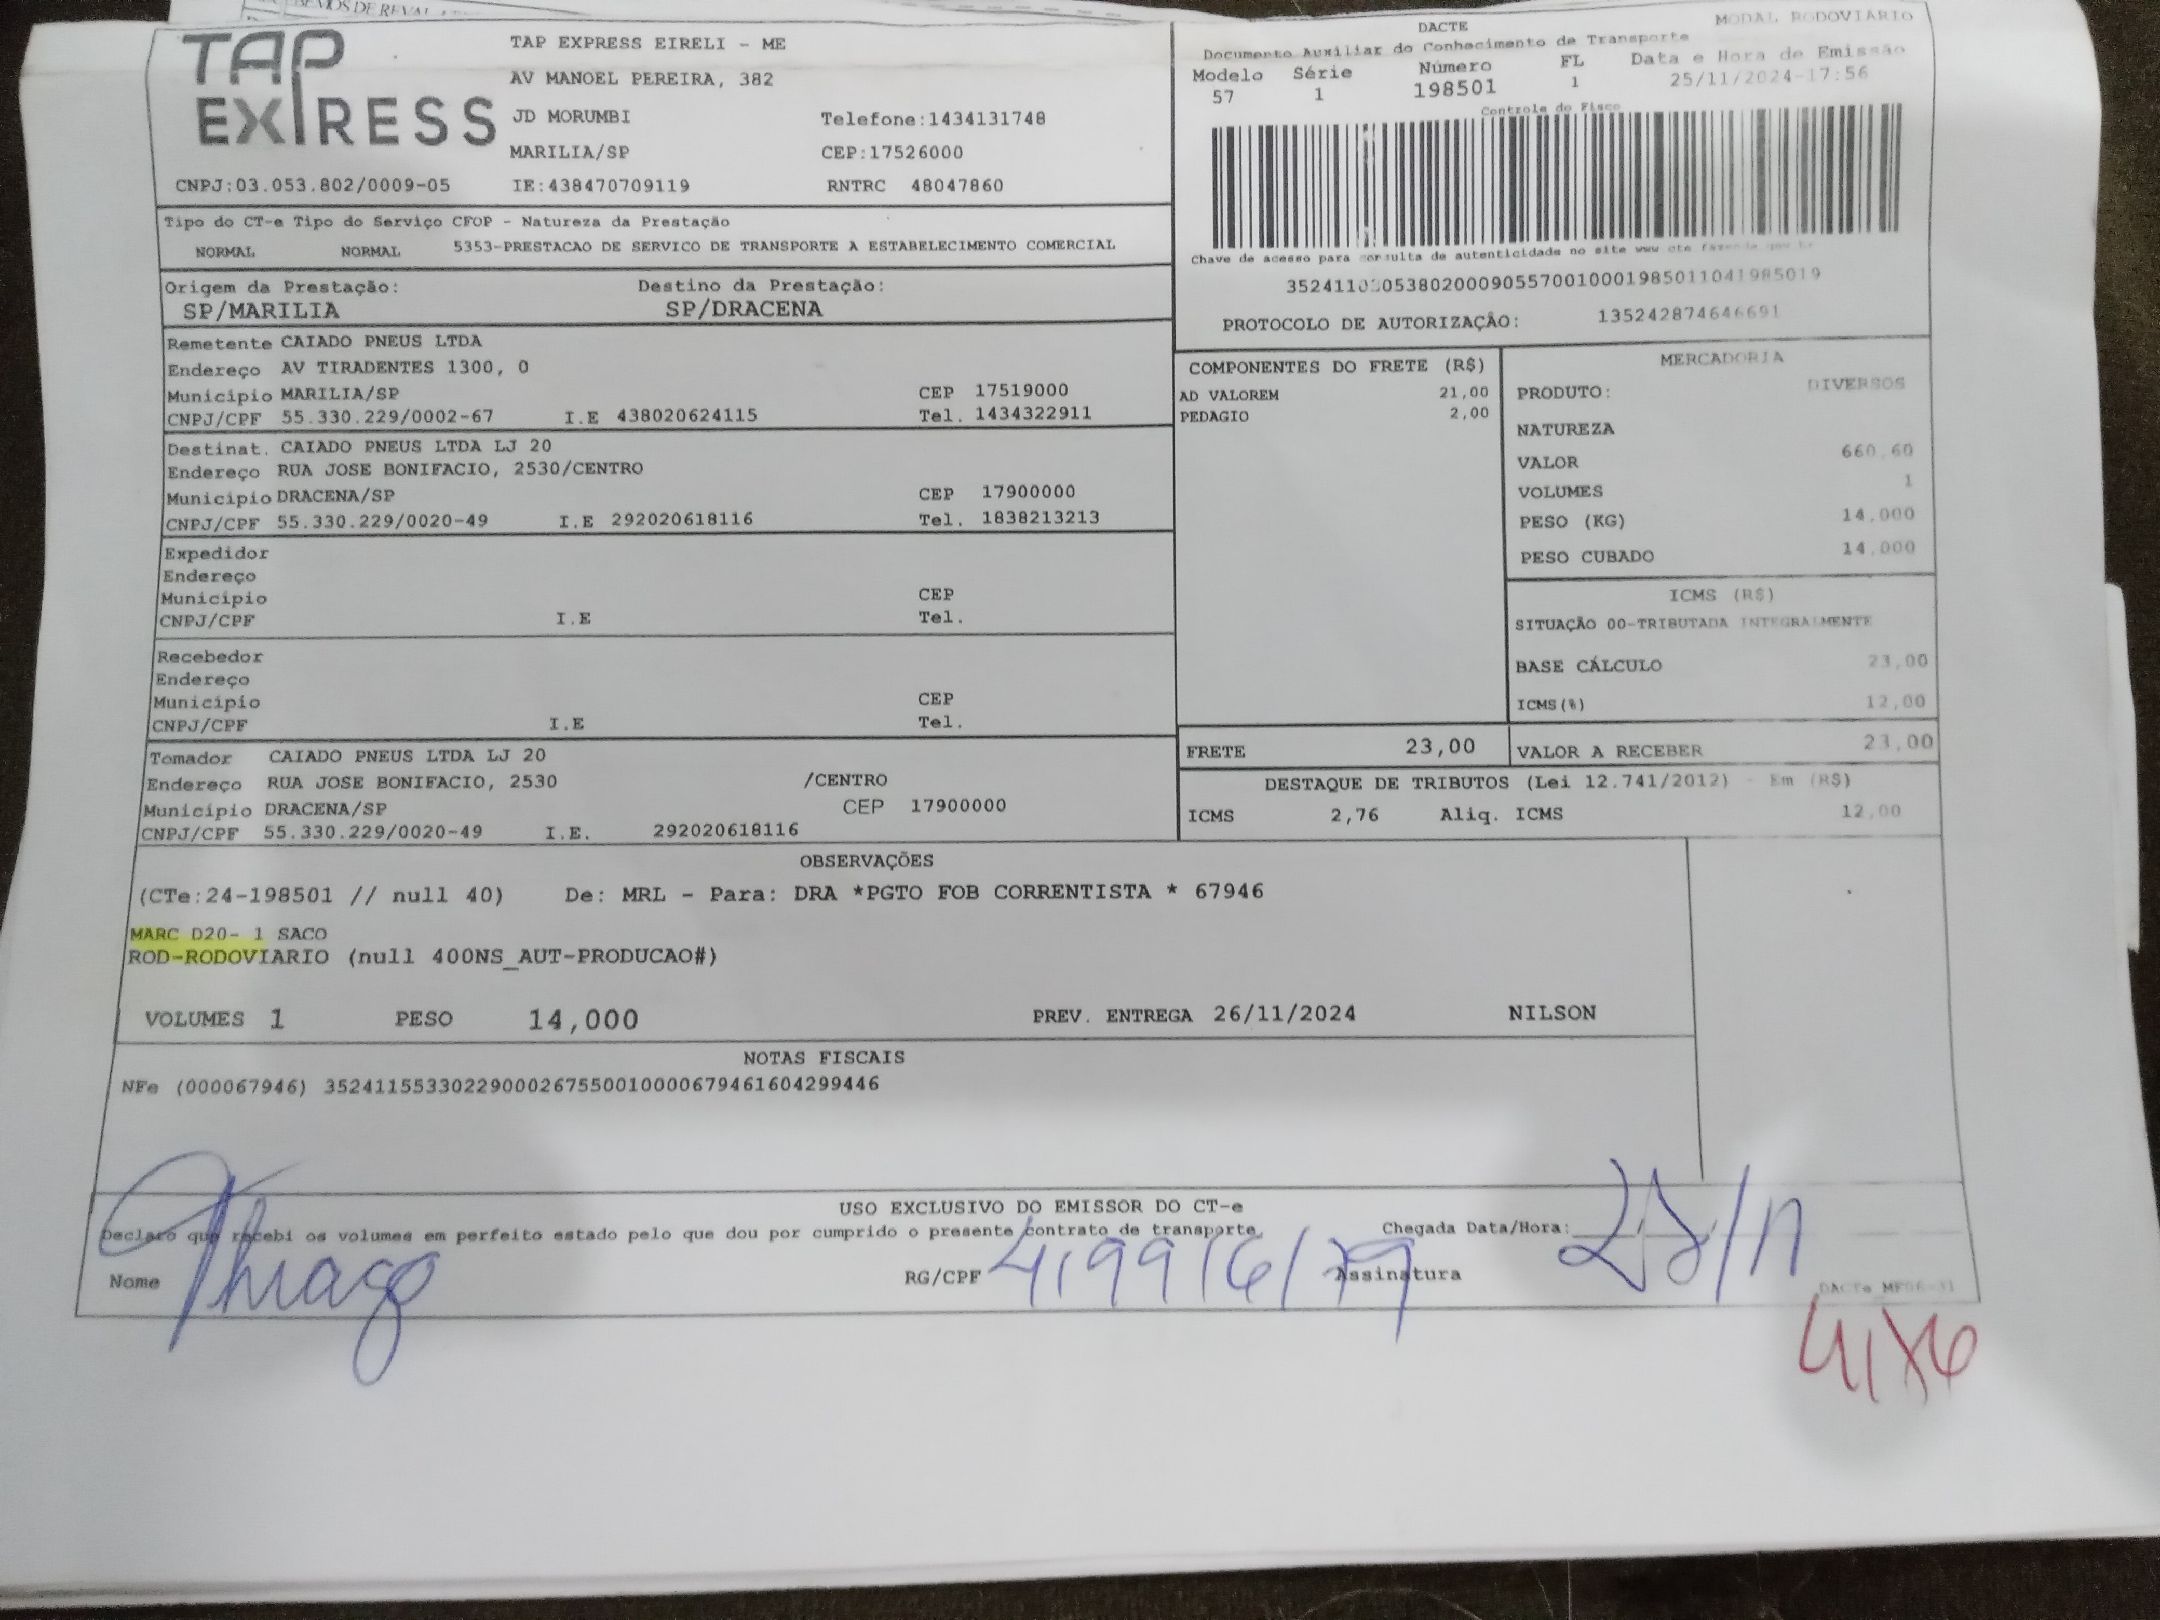 TAP EXPRESS
TAP EXPRESS EIRELI - ME
AV MANOEL PEREIRA, 382
JD MORUMBI Telefone:1434131748
MARILIA/SP CEP:17526000
CNPJ:03.053.802/0009-05 IE:438470709119 RNTRC 48047860
DACTE MODAL RODOVIÁRIO
Documento Auxiliar do Conhecimento de Transporte
Modelo Série Número FL Data e Hora de Emissão
57 1 198501 1 25/11/2024-17:56
Controle do Fisco
Chave de acesso para consulta de autenticidade no site www cte fazenda gov.br
PROTOCOLO DE AUTORIZAÇÃO: 135242874646691
Tipo do CT-e Tipo do Serviço CFOP - Natureza da Prestação
NORMAL NORMAL 5353-PRESTACAO DE SERVICO DE TRANSPORTE A ESTABELECIMENTO COMERCIAL
Origem da Prestação: Destino da Prestação:
SP/MARILIA SP/DRACENA
Remetente CAIADO PNEUS LTDA
Endereço AV TIRADENTES 1300, 0
Município MARILIA/SP CEP 17519000
CNPJ/CPF 55.330.229/0002-67 I.E 438020624115 Tel. 1434322911
Destinat. CAIADO PNEUS LTDA LJ 20
Endereço RUA JOSE BONIFACIO, 2530/CENTRO
Município DRACENA/SP CEP 17900000
CNPJ/CPF 55.330.229/0020-49 I.E 292020618116 Tel. 1838213213
Expedidor
Endereço
Município CEP
CNPJ/CPF I.E Tel.
Recebedor
Endereço
Município CEP
CNPJ/CPF I.E Tel.
Tomador CAIADO PNEUS LTDA LJ 20
Endereço RUA JOSE BONIFACIO, 2530 /CENTRO
Município DRACENA/SP CEP 17900000
CNPJ/CPF 55.330.229/0020-49 I.E. 292020618116
COMPONENTES DO FRETE (R$)
AD VALOREM 21,00
PEDAGIO 2,00
MERCADORIA
PRODUTO: DIVERSOS
NATUREZA
VALOR 660,60
VOLUMES 1
PESO (KG) 14,000
PESO CUBADO 14,000
ICMS (R$)
SITUAÇÃO 00-TRIBUTADA INTEGRALMENTE
BASE CÁLCULO 23,00
ICMS(%) 12,00
FRETE 23,00 VALOR A RECEBER 23,00
DESTAQUE DE TRIBUTOS (Lei 12.741/2012) - Em (R$)
ICMS 2,76 Aliq. ICMS 12,00
OBSERVAÇÕES
(CTe:24-198501 // null 40) De: MRL - Para: DRA *PGTO FOB CORRENTISTA * 67946
MARC D20- 1 SACO
ROD-RODOVIARIO (null 400NS_AUT-PRODUCAO#)
VOLUMES 1 PESO 14,000 PREV. ENTREGA 26/11/2024 NILSON
NOTAS FISCAIS
NFe (000067946) 35241155330229000267550010000679461604299446
USO EXCLUSIVO DO EMISSOR DO CT-e
Declaro que recebi os volumes em perfeito estado pelo que dou por cumprido o presente contrato de transporte. Chegada Data/Hora:
Nome Thiago RG/CPF Assinatura